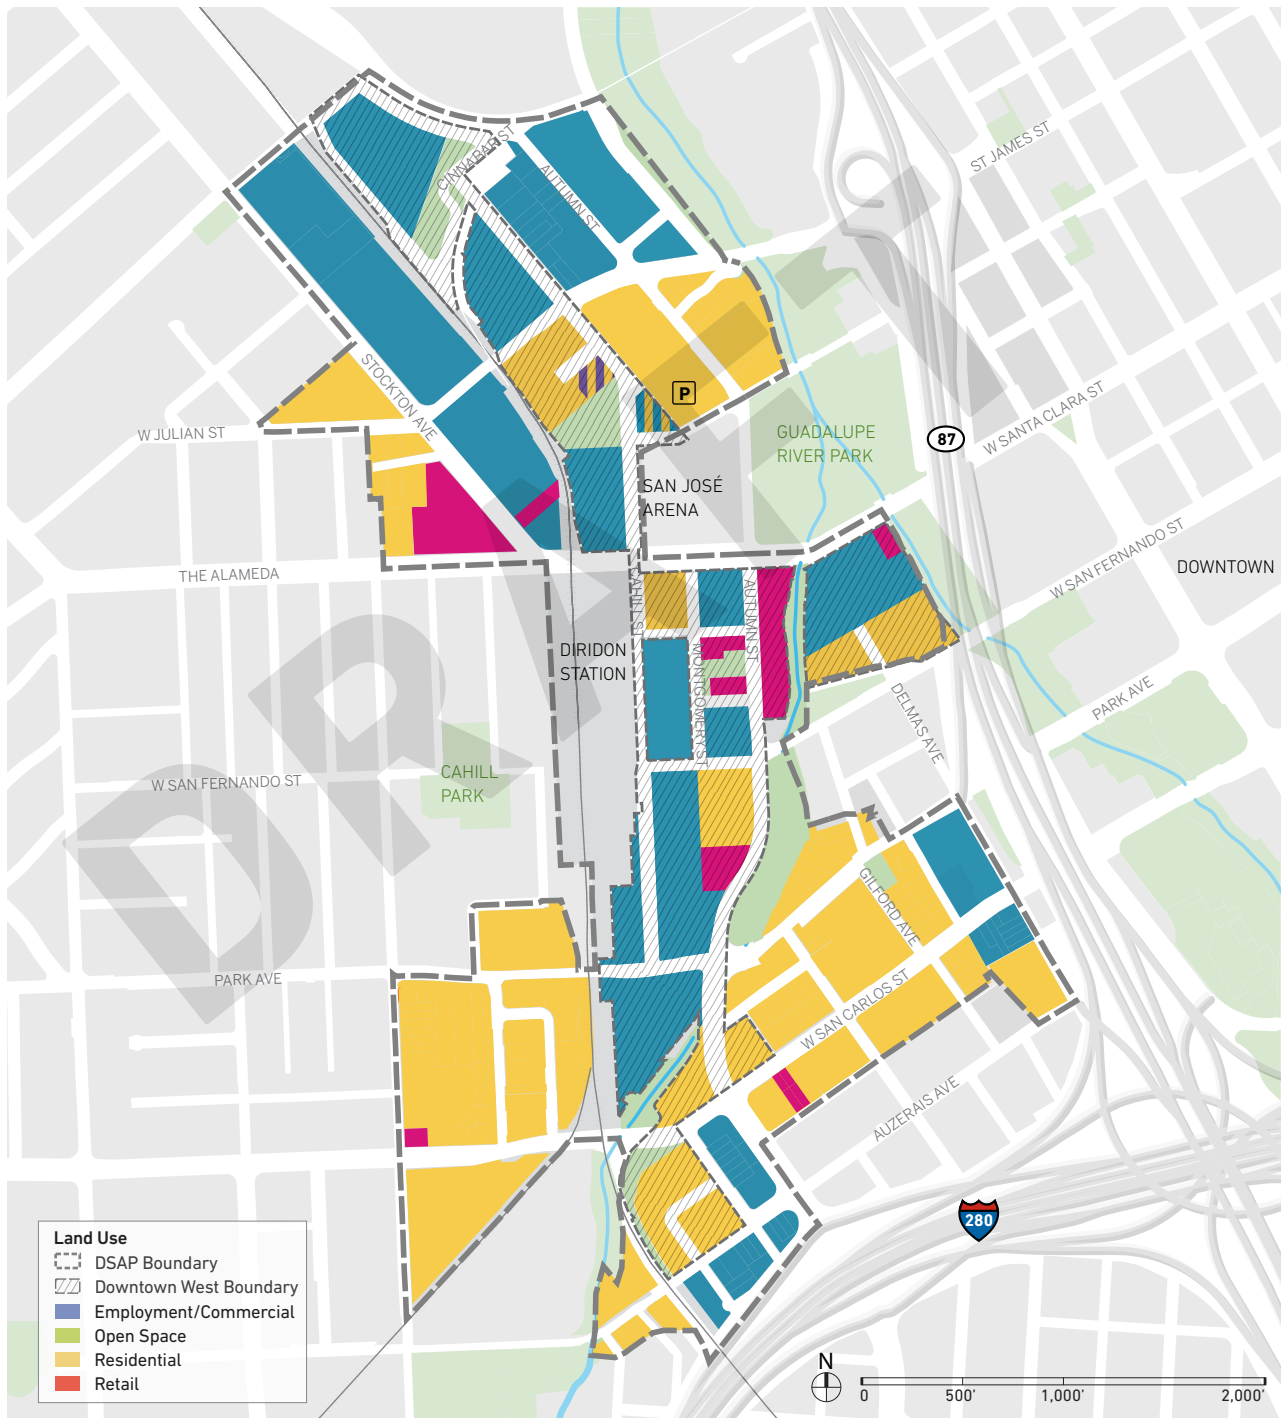 CINNABAR ST
AUTUMN ST
ST JAMES ST
STOCKTON AVE
W JULIAN ST
P
87
W SANTA CLARA ST
GUADALUPE
RIVER PARK
SAN JOSÉ
ARENA
W SAN FERNANDO ST
DOWNTOWN
THE ALAMEDA
CAHILL ST
AUTUMN ST
DIRIDON
STATION
MONTGOMERY ST
DELMAS AVE
PARK AVE
W SAN FERNANDO ST
CAHILL
PARK
DRA
GIFFORD AVE
PARK AVE
W SAN CARLOS ST
AUZERAIS AVE
280
Land Use
DSAP Boundary
Downtown West Boundary
Employment/Commercial
Open Space
Residential
Retail
N
0 500’ 1,000’ 2,000’